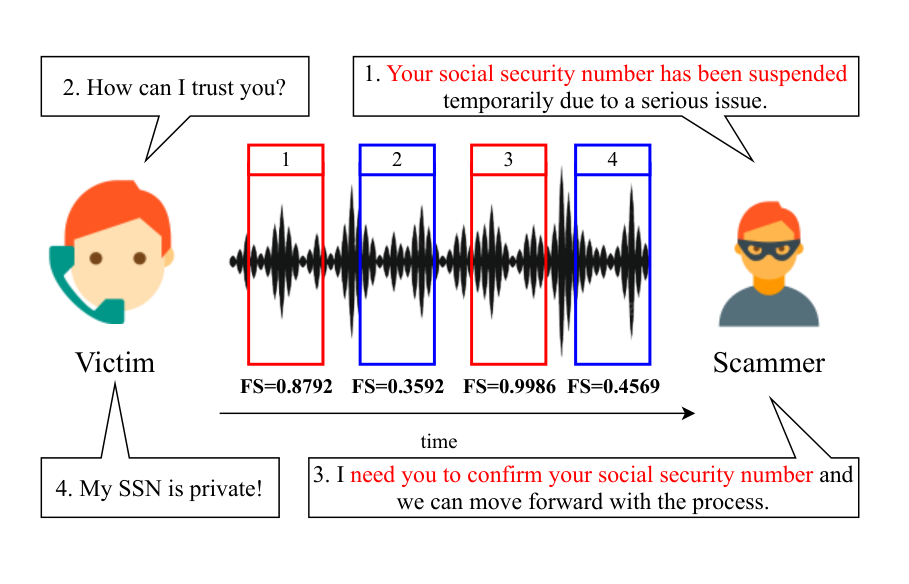 2. How can I trust you?
1. Your social security number has been suspended
temporarily due to a serious issue.
1
2
3
4
Victim
Scammer
FS=0.8792
FS=0.3592
FS=0.9986
FS=0.4569
time
4. My SSN is private!
3. I need you to confirm your social security number and
we can move forward with the process.